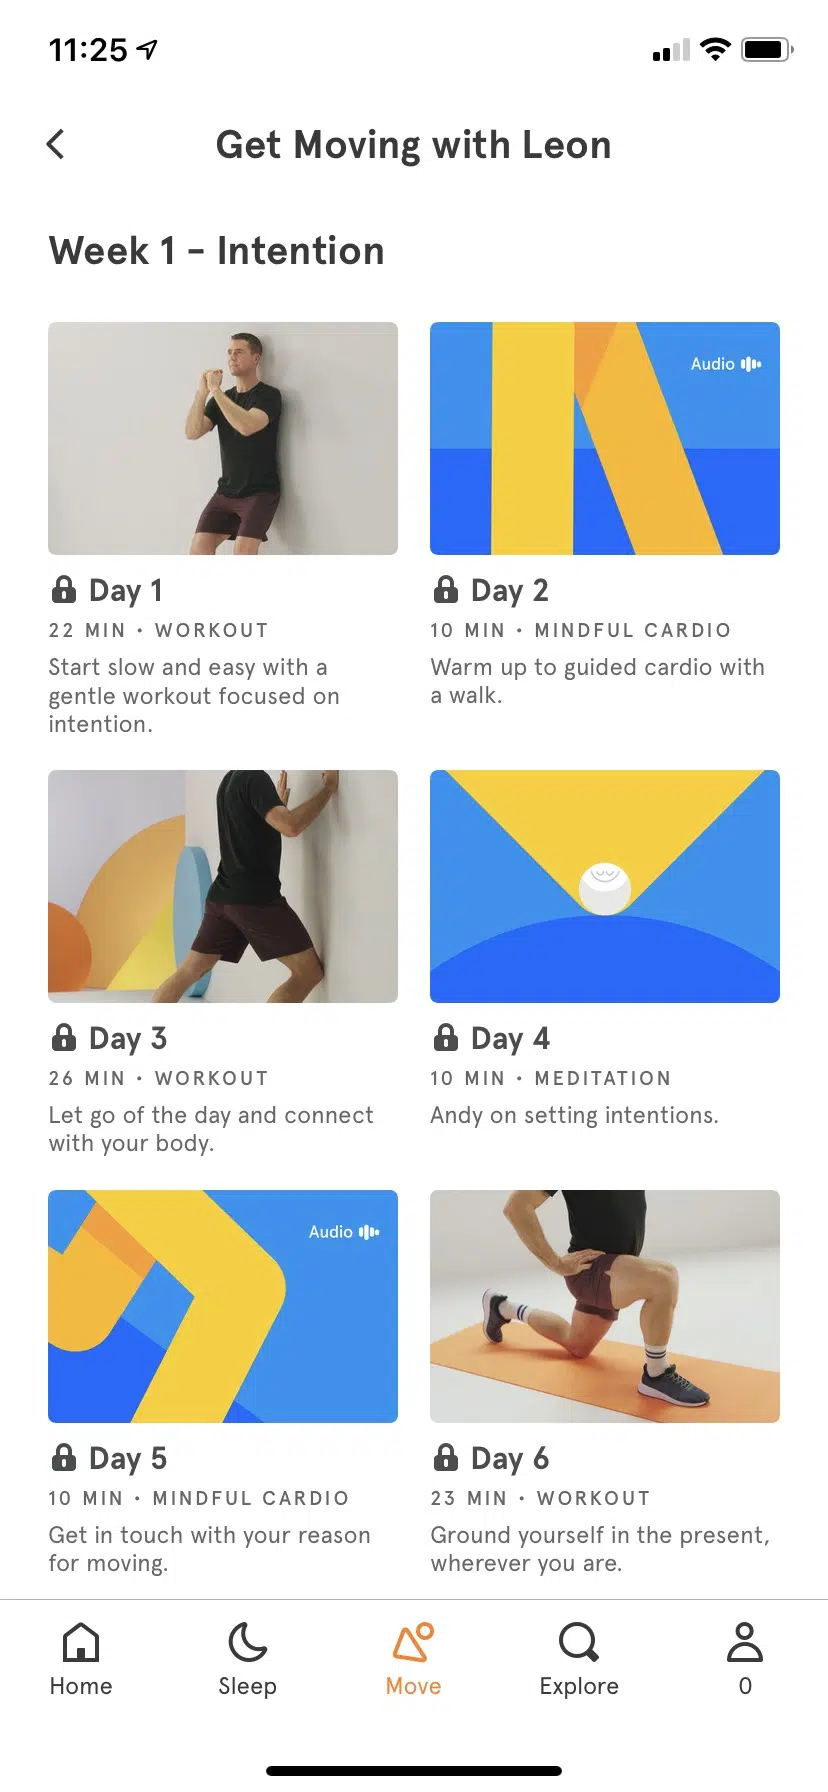 11:25
Get Moving with Leon
Week 1 - Intention
Audio
Day 1
22 MIN • WORKOUT
Start slow and easy with a
gentle workout focused on
intention.
Day 2
10 MIN • MINDFUL CARDIO
Warm up to guided cardio with
a walk.
Day 3
26 MIN • WORKOUT
Let go of the day and connect
with your body.
Day 4
10 MIN • MEDITATION
Andy on setting intentions.
Audio
Day 5
10 MIN • MINDFUL CARDIO
Get in touch with your reason
for moving.
Day 6
23 MIN • WORKOUT
Ground yourself in the present,
wherever you are.
Home
Sleep
Move
Explore
0